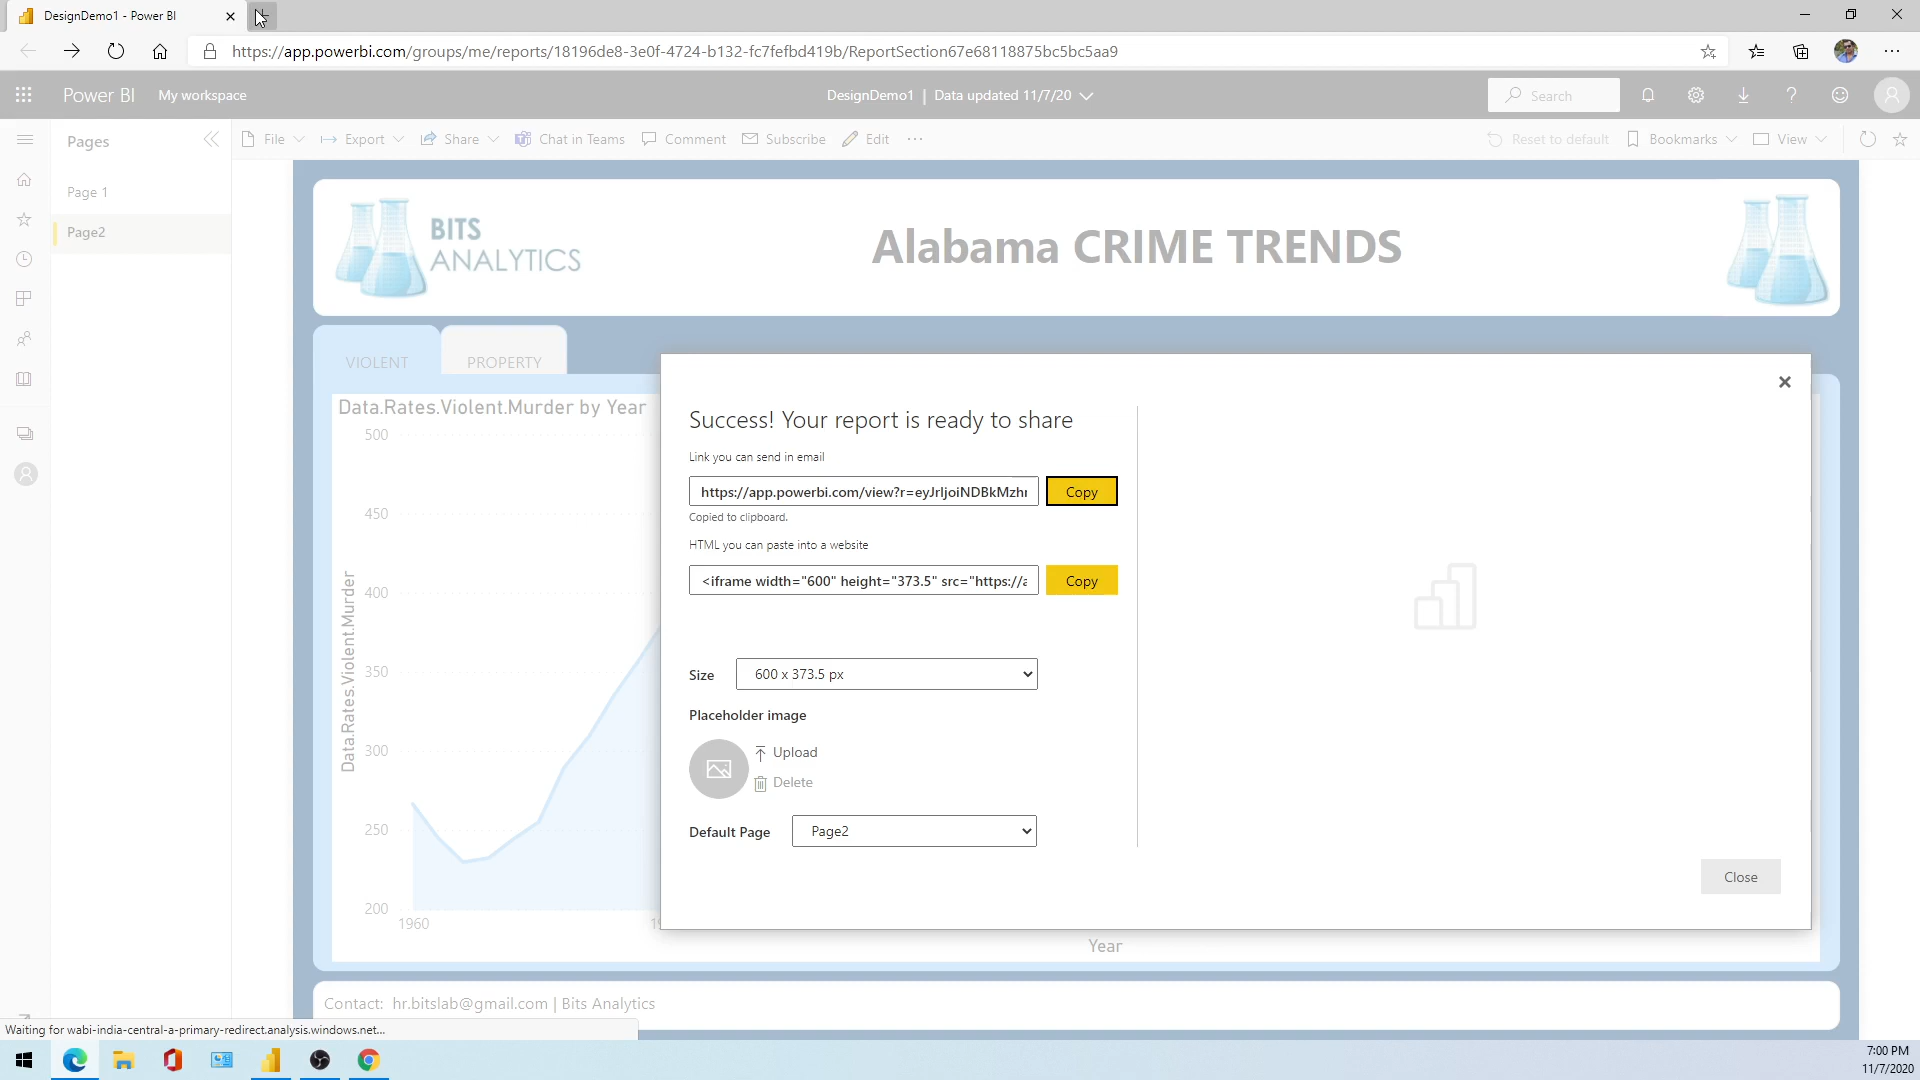 DesignDemo1 - Power BI
https://app.powerbi.com/groups/me/reports/18196de8-3e0f-4724-b132-fc7fefbd419b/ReportSection67e68118875bc5bc5aa9
Power BI My workspace DesignDemo1 | Data updated 11/7/20 Search
Pages File Export Share Chat in Teams Comment Subscribe Edit ... Reset to default Bookmarks View
Page 1
Page2
BITS
ANALYTICS
Alabama CRIME TRENDS
VIOLENT PROPERTY
Data.Rates.Violent.Murder by Year
500
450
400
350
300
250
200
Data.Rates.Violent.Murder
1960
Year
Success! Your report is ready to share
Link you can send in email
https://app.powerbi.com/view?r=eyJrIjoiNDBkMzhr Copy
Copied to clipboard.
HTML you can paste into a website
<iframe width="600" height="373.5" src="https://a Copy
Size 600 x 373.5 px
Placeholder image
Upload
Delete
Default Page Page2
Close
Contact: hr.bitslab@gmail.com | Bits Analytics
Waiting for wabi-india-central-a-primary-redirect.analysis.windows.net...
7:00 PM
11/7/2020